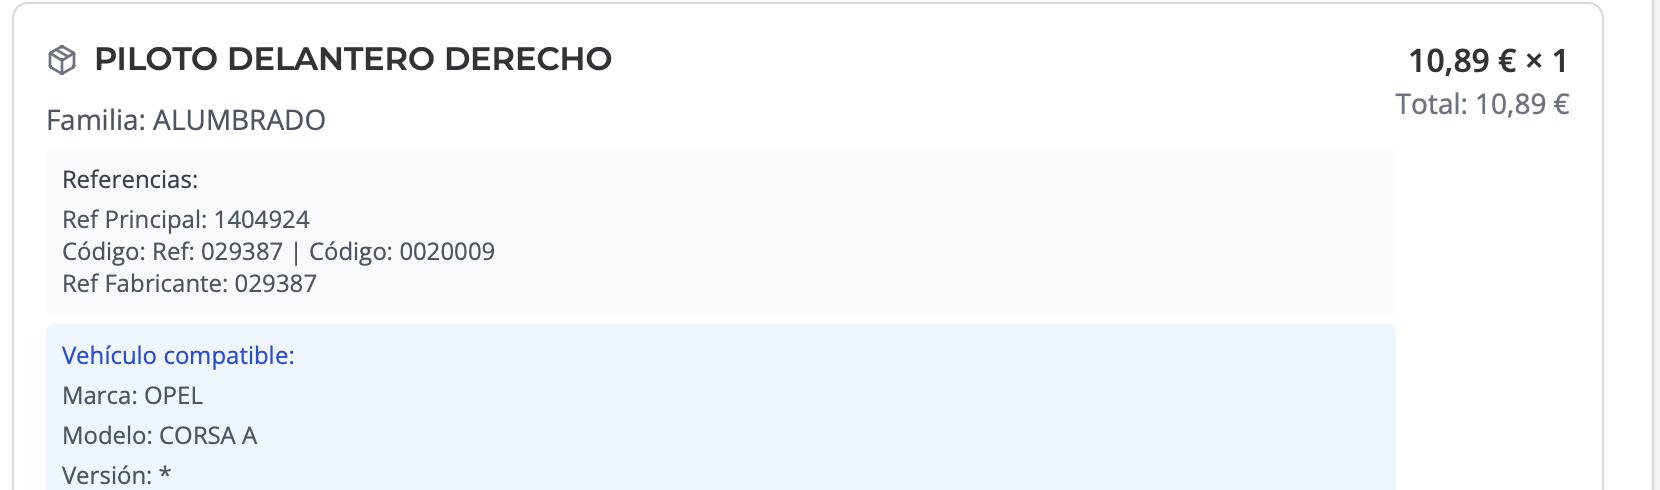 PILOTO DELANTERO DERECHO
10,89 € × 1
Total: 10,89 €
Familia: ALUMBRADO
Referencias:
Ref Principal: 1404924
Código: Ref: 029387 | Código: 0020009
Ref Fabricante: 029387
Vehículo compatible:
Marca: OPEL
Modelo: CORSA A
Versión: *